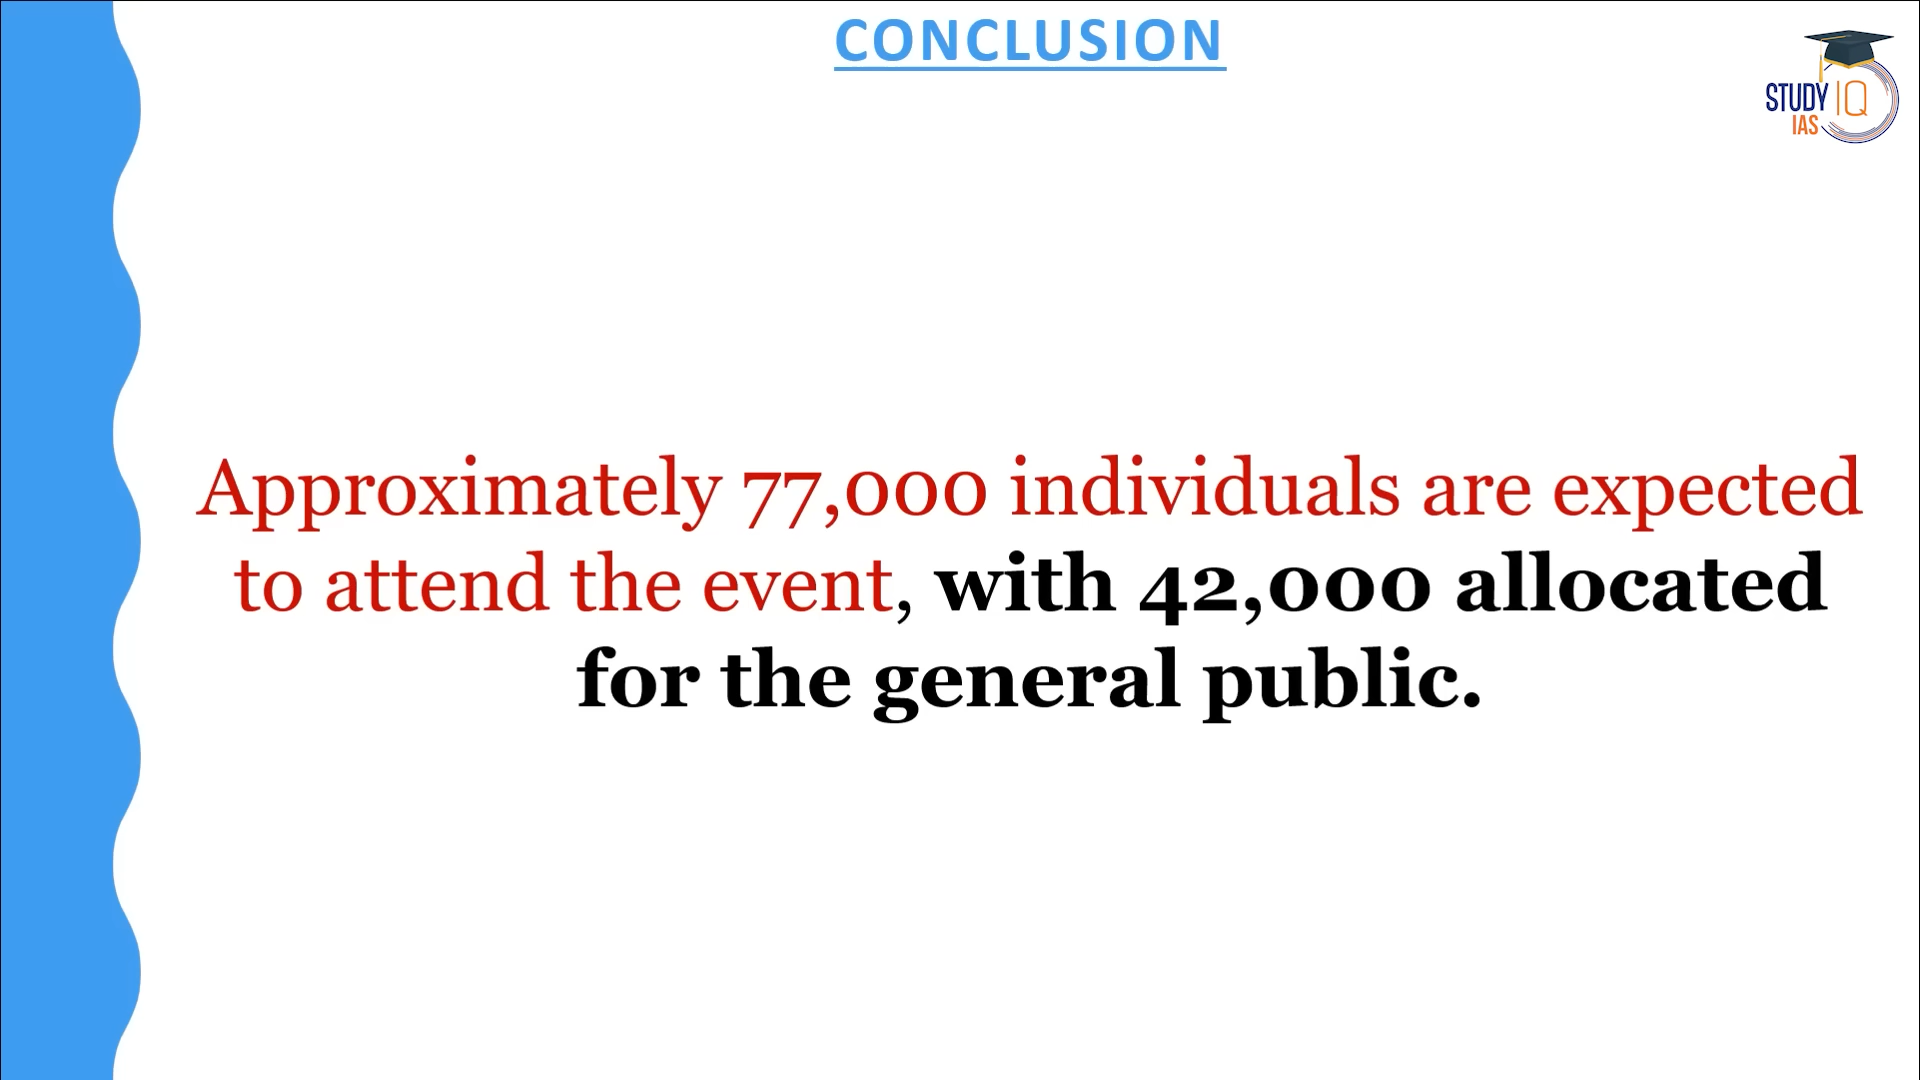 CONCLUSION
STUDY IQ
IAS
Approximately 77,000 individuals are expected
to attend the event, with 42,000 allocated
for the general public.